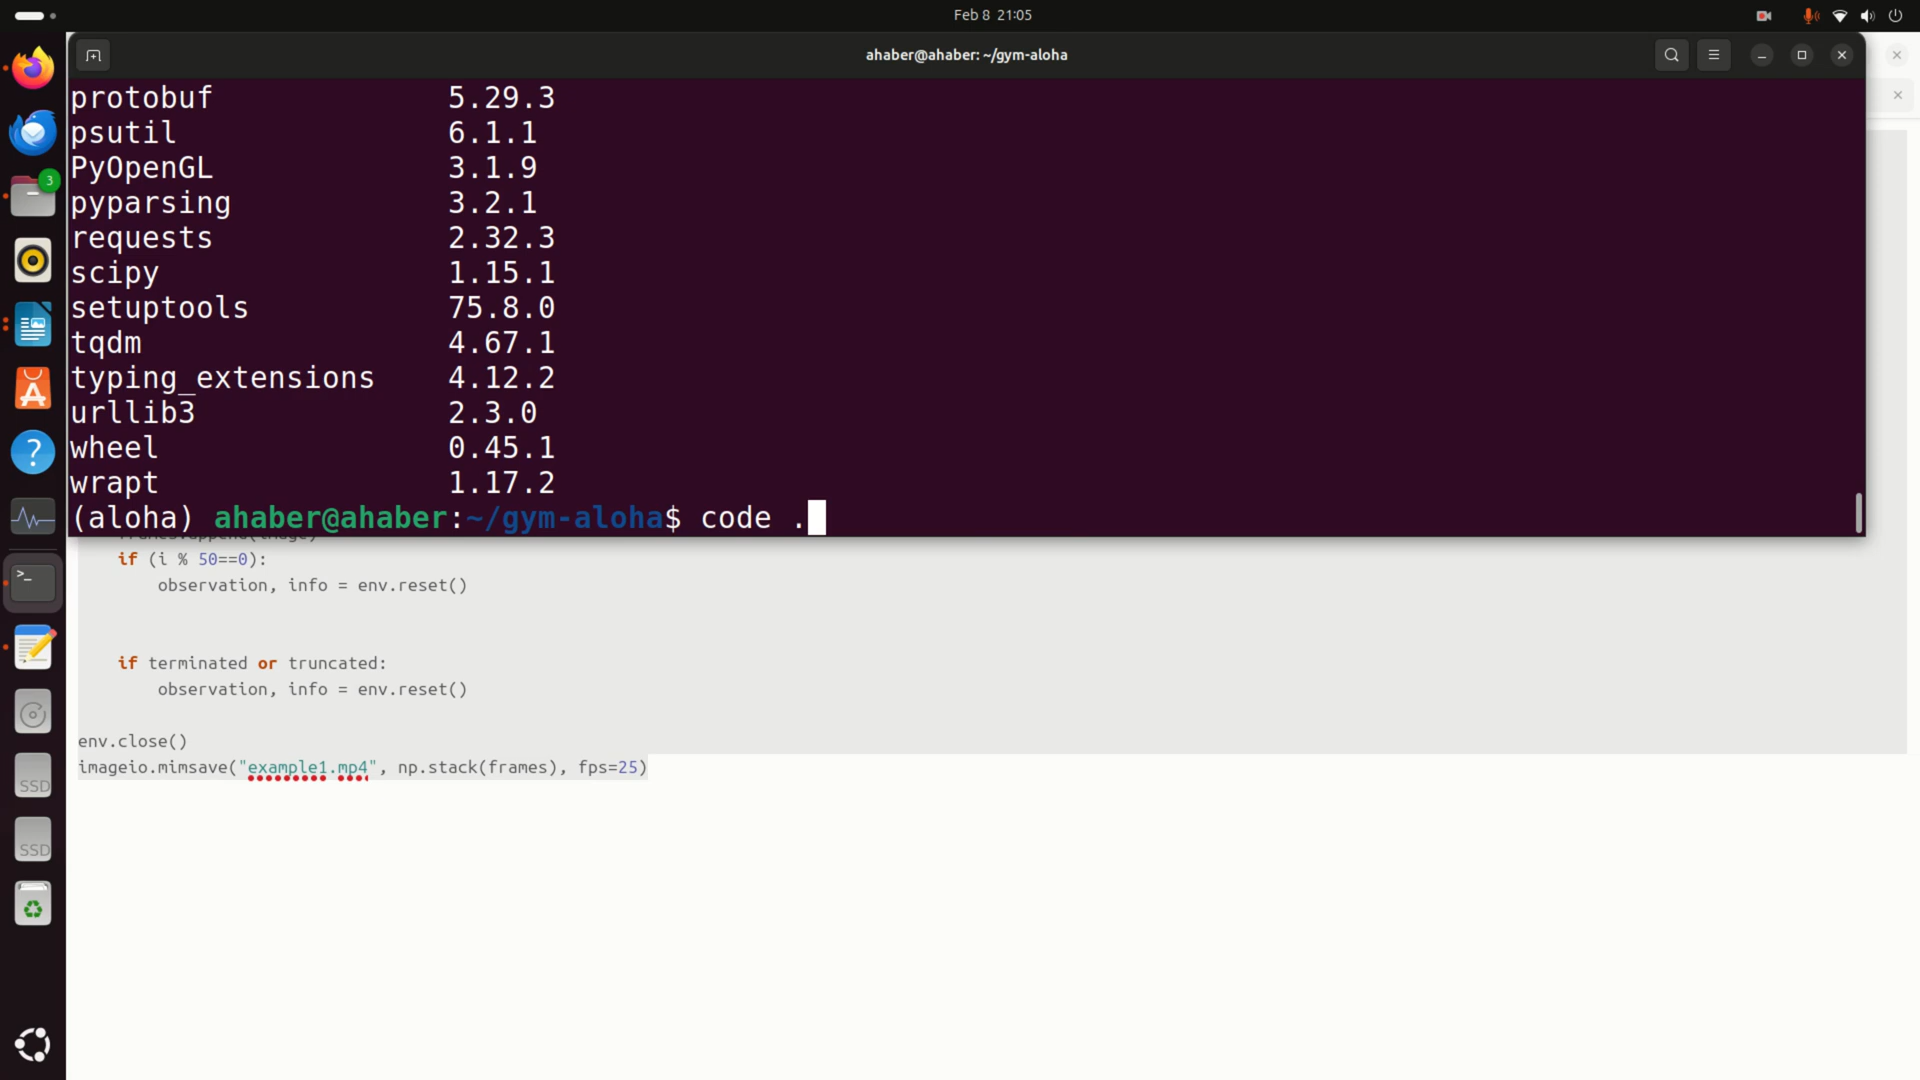 Feb 8 21:05
ahaber@ahaber: ~/gym-aloha
protobuf 5.29.3
psutil 6.1.1
PyOpenGL 3.1.9
pyparsing 3.2.1
requests 2.32.3
scipy 1.15.1
setuptools 75.8.0
tqdm 4.67.1
typing_extensions 4.12.2
urllib3 2.3.0
wheel 0.45.1
wrapt 1.17.2
(aloha) ahaber@ahaber:~/gym-aloha$ code .
frames.append(image)
if (i % 50==0):
observation, info = env.reset()
if terminated or truncated:
observation, info = env.reset()
env.close()
imageio.mimsave("example1.mp4", np.stack(frames), fps=25)
3
SSD
SSD